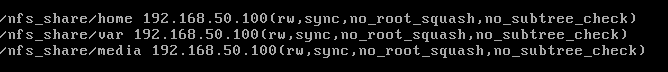 /nfs_share/home 192.168.50.100(rw,sync,no_root_squash,no_subtree_check)
/nfs_share/var 192.168.50.100(rw,sync,no_root_squash,no_subtree_check)
/nfs_share/media 192.168.50.100(rw,sync,no_root_squash,no_subtree_check)